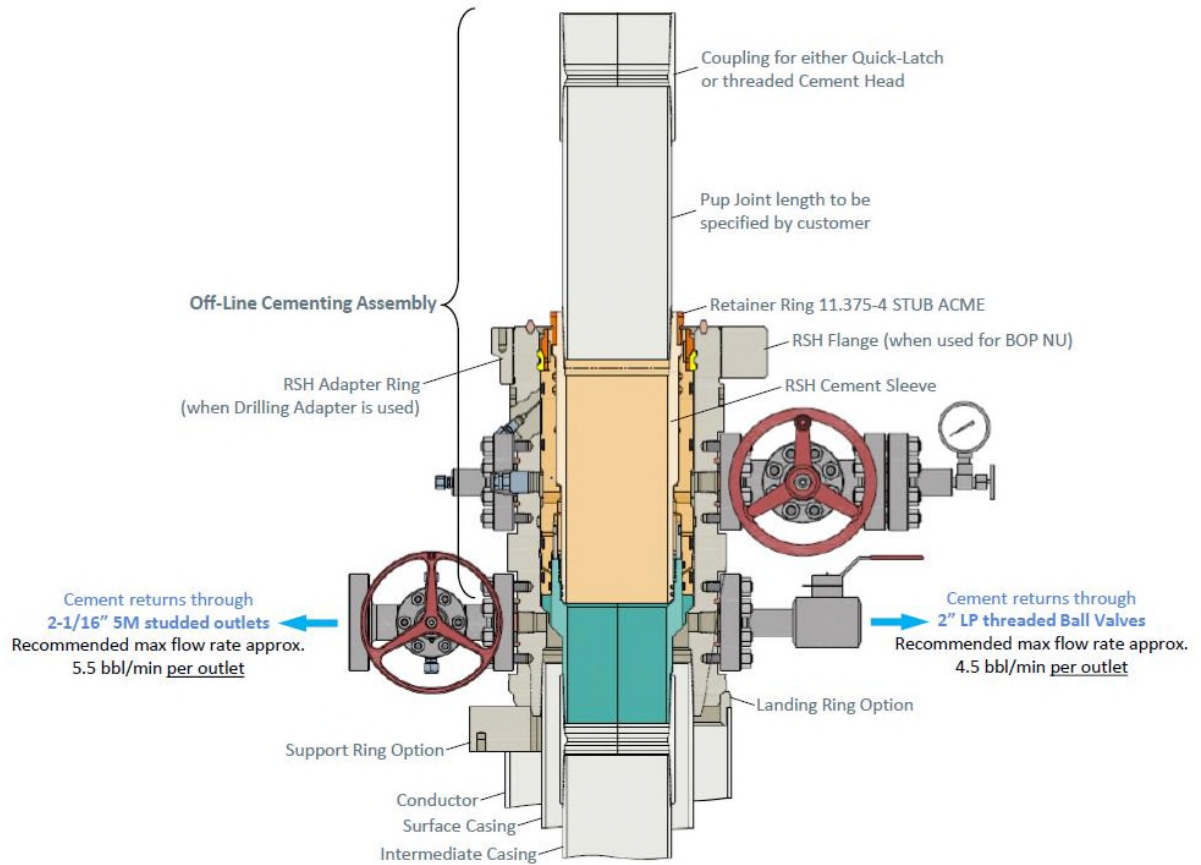 Coupling for either Quick-Latch
or threaded Cement Head
Pup Joint length to be
specified by customer
Off-Line Cementing Assembly
Retainer Ring 11.375-4 STUB ACME
RSH Flange (when used for BOP NU)
RSH Adapter Ring
(when Drilling Adapter is used)
RSH Cement Sleeve
Cement returns through
2-1/16" 5M studded outlets
Recommended max flow rate approx.
5.5 bbl/min per outlet
Cement returns through
2" LP threaded Ball Valves
Recommended max flow rate approx.
4.5 bbl/min per outlet
Landing Ring Option
Support Ring Option
Conductor
Surface Casing
Intermediate Casing